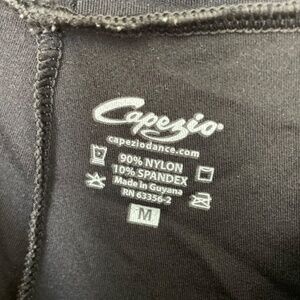 Capezio®
capeziodance.com
90% NYLON
10% SPANDEX
Made in Guyana
RN 63356-2
M